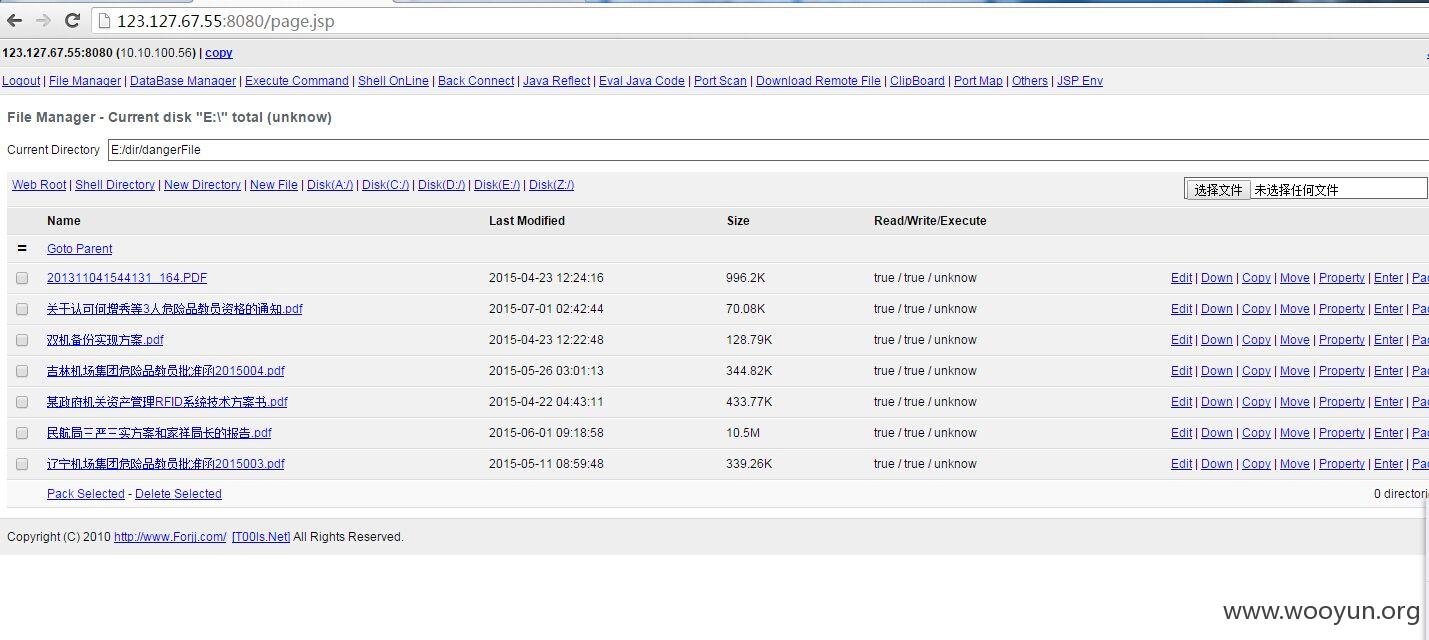 123.127.67.55:8080/page.jsp
123.127.67.55:8080 (10.10.100.56) | copy
Logout | File Manager | DataBase Manager | Execute Command | Shell OnLine | Back Connect | Java Reflect | Eval Java Code | Port Scan | Download Remote File | ClipBoard | Port Map | Others | JSP Env
File Manager - Current disk "E:\" total (unknow)
Current Directory E:/dir/dangerFile
Web Root | Shell Directory | New Directory | New File | Disk(A:/) | Disk(C:/) | Disk(D:/) | Disk(E:/) | Disk(Z:/) 选择文件 未选择任何文件
Name Last Modified Size Read/Write/Execute
= Goto Parent
201311041544131_164.PDF 2015-04-23 12:24:16 996.2K true / true / unknow Edit | Down | Copy | Move | Property | Enter | Pac
关于认可何增秀等3人危险品教员资格的通知.pdf 2015-07-01 02:42:44 70.08K true / true / unknow Edit | Down | Copy | Move | Property | Enter | Pac
双机备份实现方案.pdf 2015-04-23 12:22:48 128.79K true / true / unknow Edit | Down | Copy | Move | Property | Enter | Pac
吉林机场集团危险品教员批准函2015004.pdf 2015-05-26 03:01:13 344.82K true / true / unknow Edit | Down | Copy | Move | Property | Enter | Pac
某政府机关资产管理RFID系统技术方案书.pdf 2015-04-22 04:43:11 433.77K true / true / unknow Edit | Down | Copy | Move | Property | Enter | Pac
民航局三严三实方案和家祥局长的报告.pdf 2015-06-01 09:18:58 10.5M true / true / unknow Edit | Down | Copy | Move | Property | Enter | Pac
辽宁机场集团危险品教员批准函2015003.pdf 2015-05-11 08:59:48 339.26K true / true / unknow Edit | Down | Copy | Move | Property | Enter | Pac
Pack Selected - Delete Selected 0 directori
Copyright (C) 2010 http://www.Forjj.com/ [T00ls.Net] All Rights Reserved.
www.wooyun.org